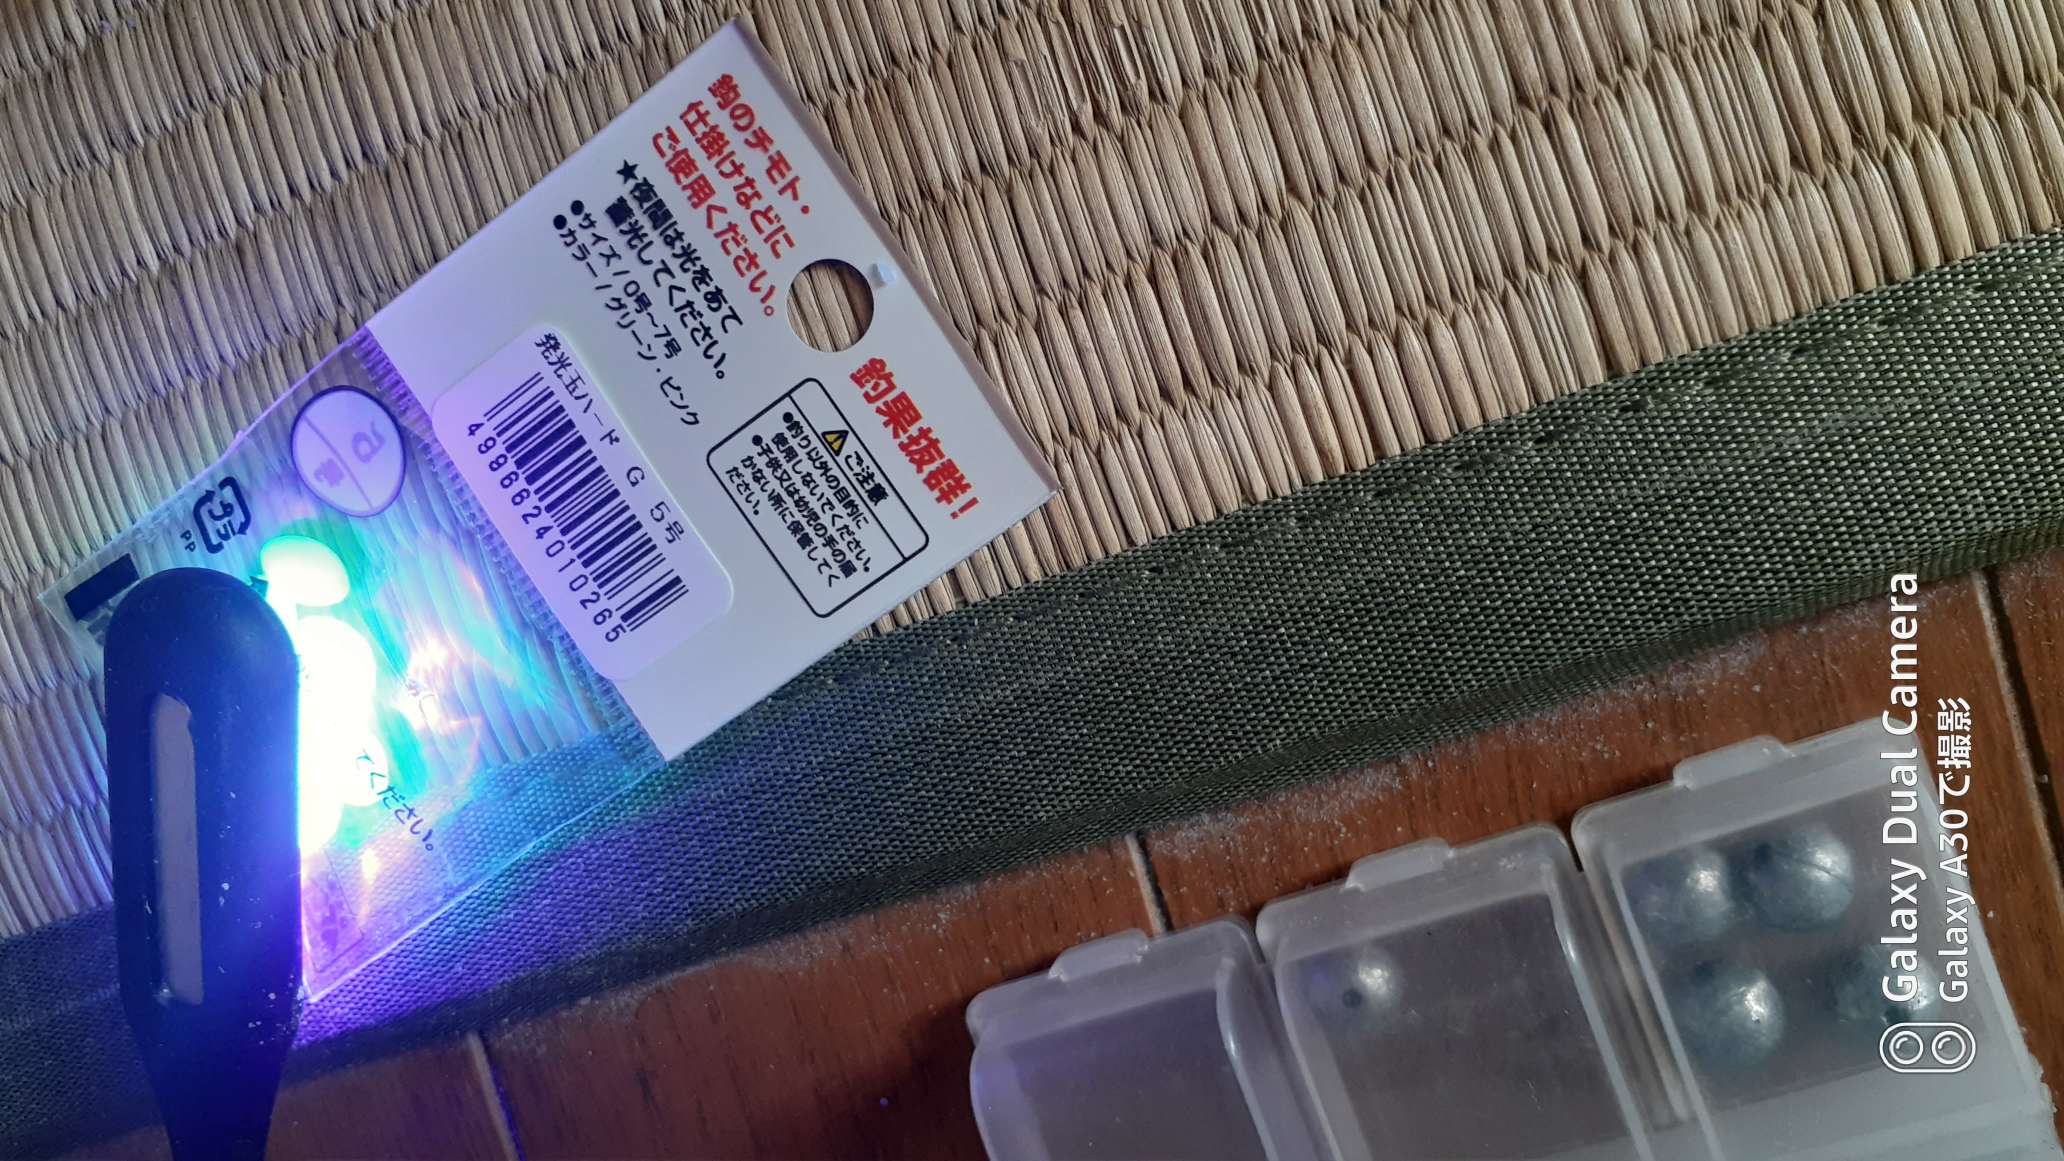 釣果抜群!
鈎のチモト・
仕掛けなどに
ご使用ください。
★夜間は光をあて
蓄光してください。
●サイズ/0号~7号
●カラー/グリーン・ピンク
ご注意
●釣り以外の目的に
使用しないでください。
●子供又は幼児の手の届
かない所に保管してく
ださい。
発光玉ハード G 5号
4996624010265
プラ
PP
てください。
Galaxy Dual Camera
Galaxy A30で撮影